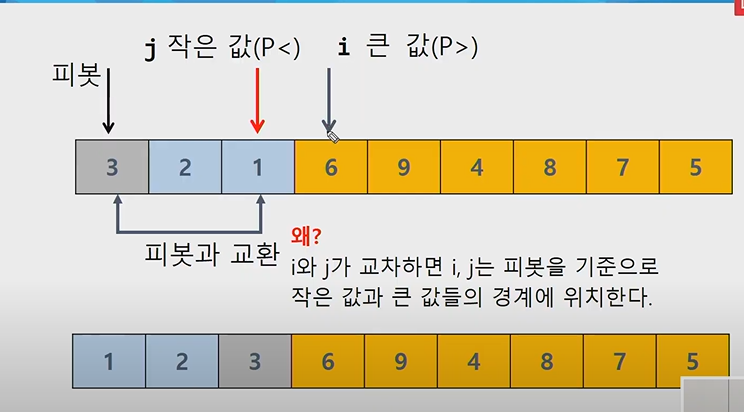 j 작은 값(P<) i 큰 값(P>)
피봇
3 2 1 6 9 4 8 7 5
피봇과 교환
왜?
i와 j가 교차하면 i, j는 피봇을 기준으로
작은 값과 큰 값들의 경계에 위치한다.
1 2 3 6 9 4 8 7 5